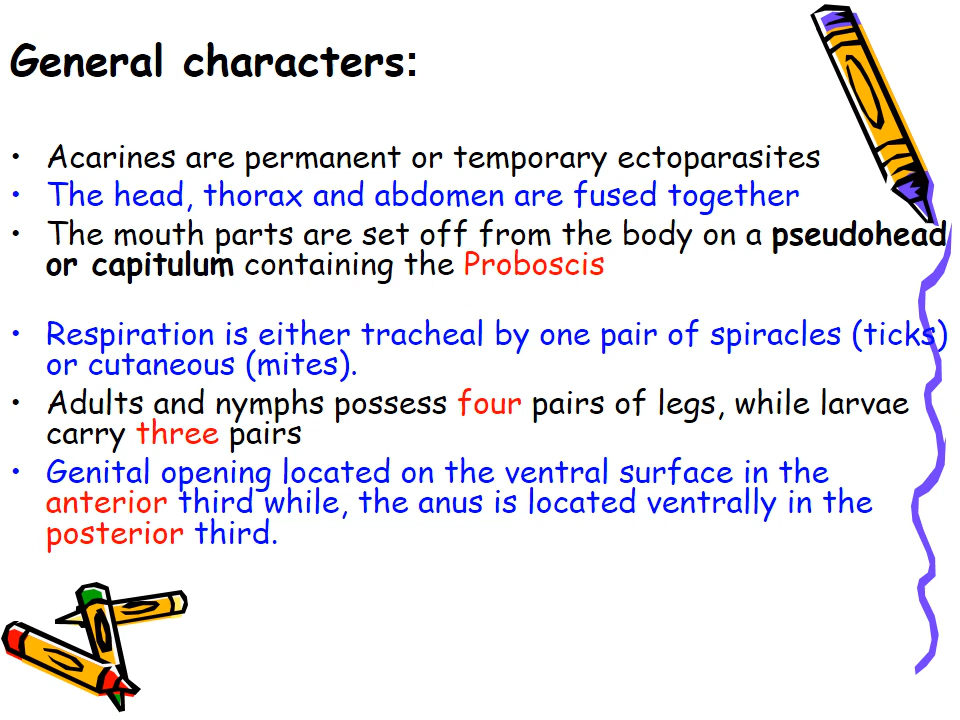 General characters:
• Acarines are permanent or temporary ectoparasites
• The head, thorax and abdomen are fused together
• The mouth parts are set off from the body on a pseudohead
or capitulum containing the Proboscis
• Respiration is either tracheal by one pair of spiracles (ticks)
or cutaneous (mites).
• Adults and nymphs possess four pairs of legs, while larvae
carry three pairs
• Genital opening located on the ventral surface in the
anterior third while, the anus is located ventrally in the
posterior third.